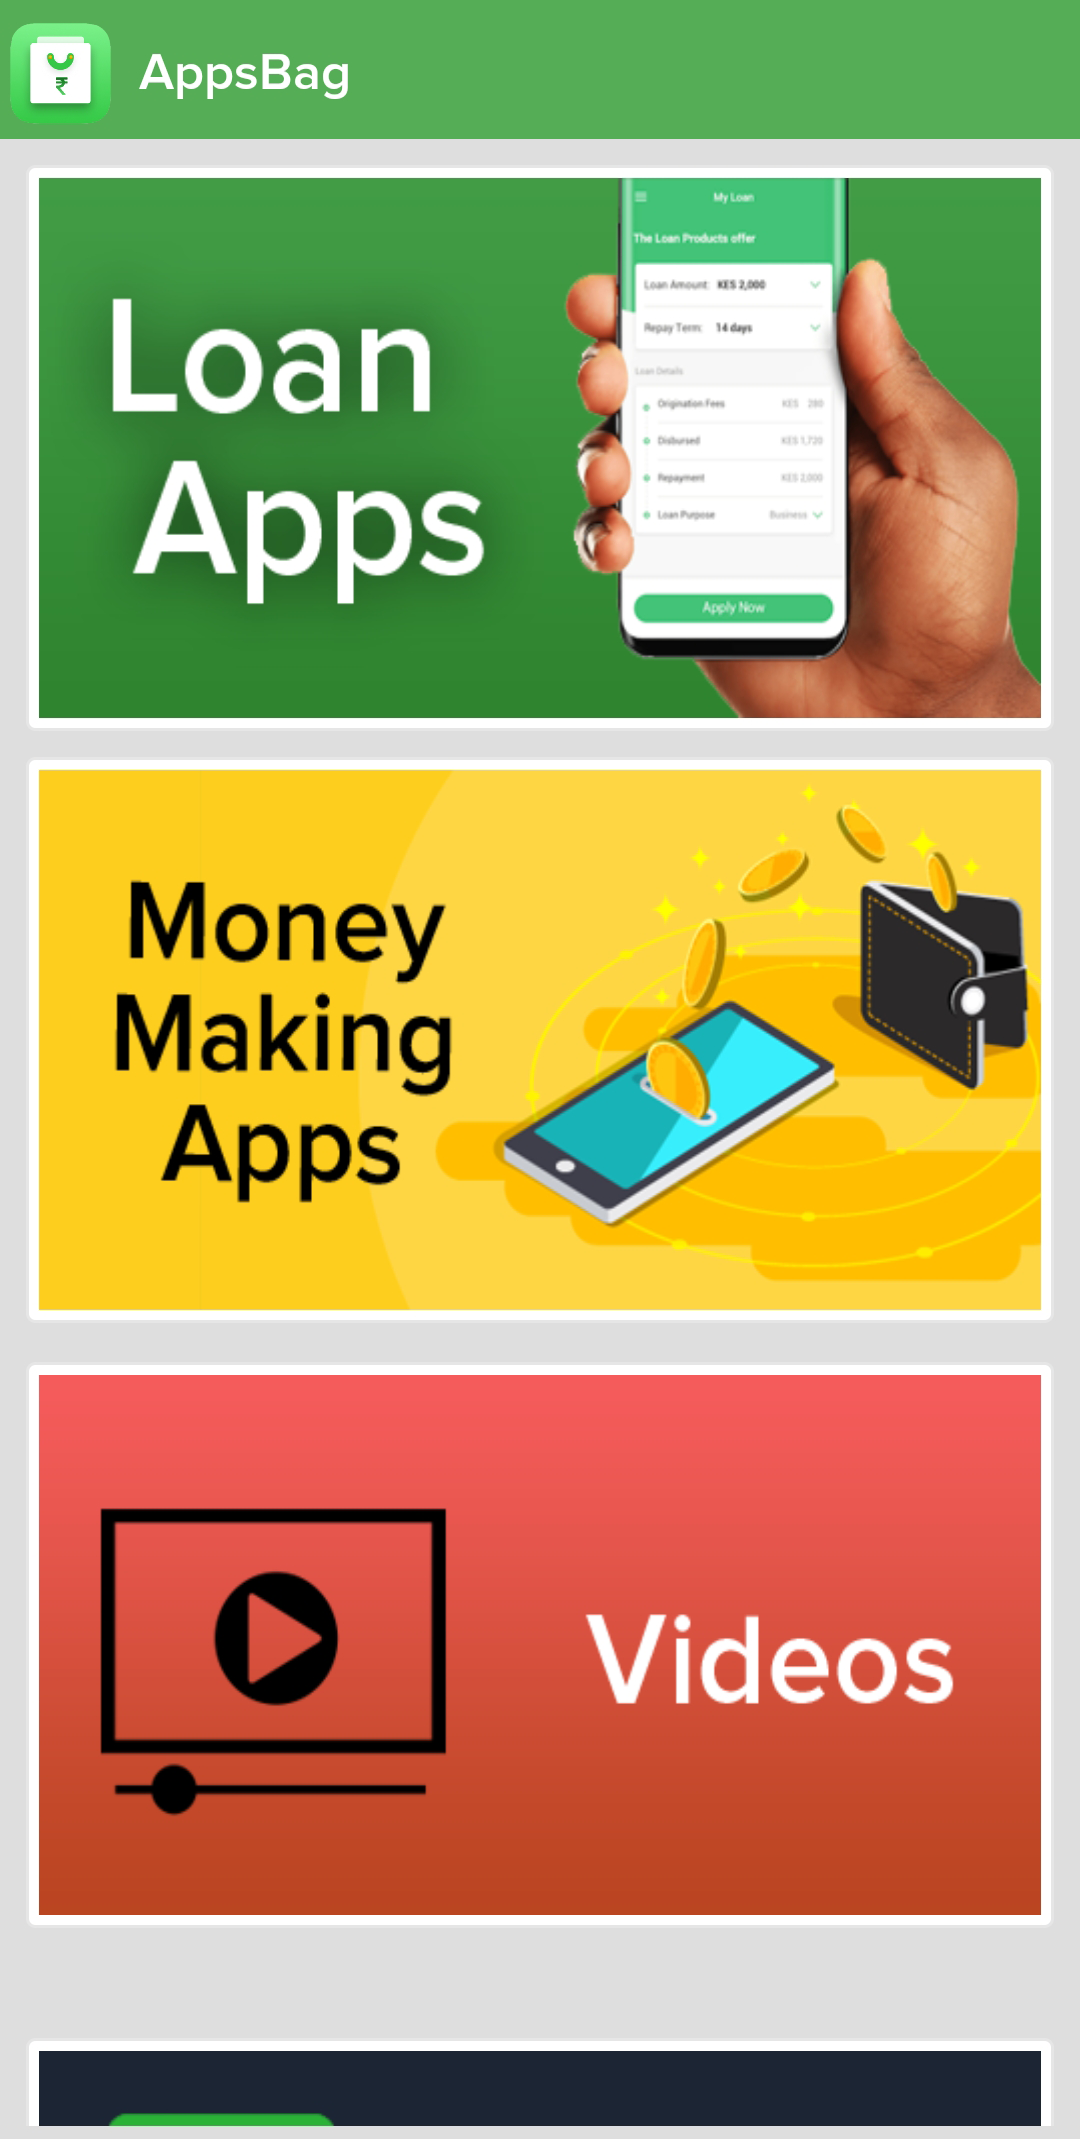 ₹
AppsBag
Loan
Apps
My Loan
The Loan Products offer
Loan Amount: KES 2,000
Repay Term: 14 days
Loan Details
Origination Fees KES 280
Disbursed KES 1,720
Repayment KES 2,000
Loan Purpose Business
Apply Now
Money
Making
Apps
Videos